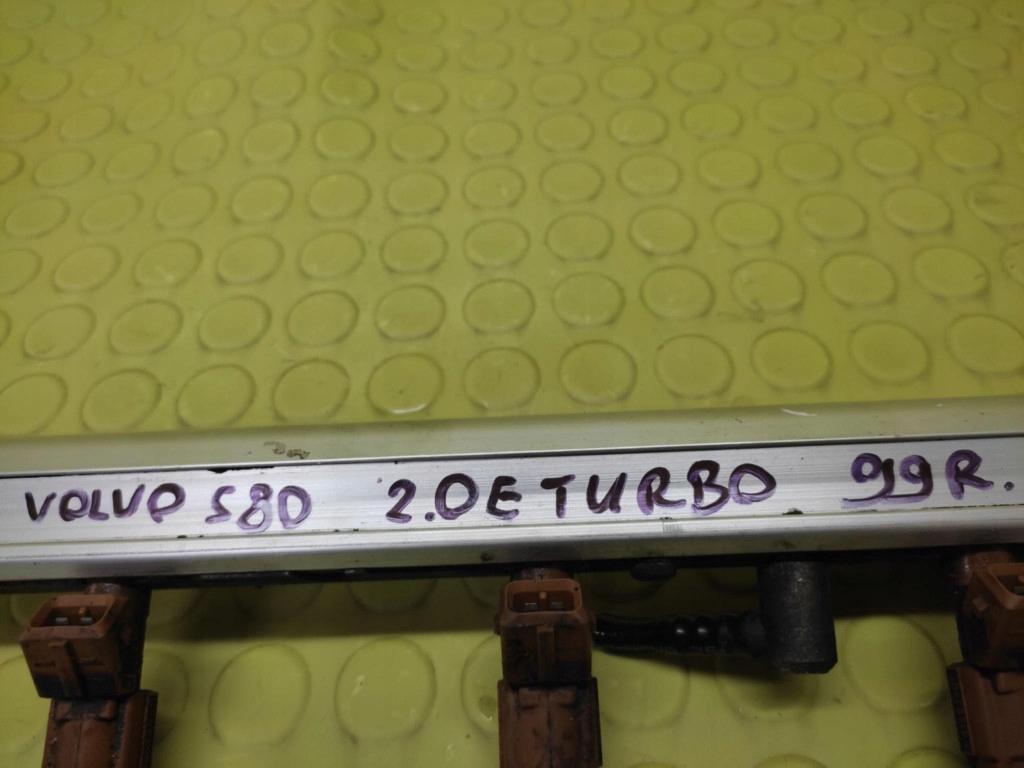 VOLVO S80 2.0E TURBO 99R.